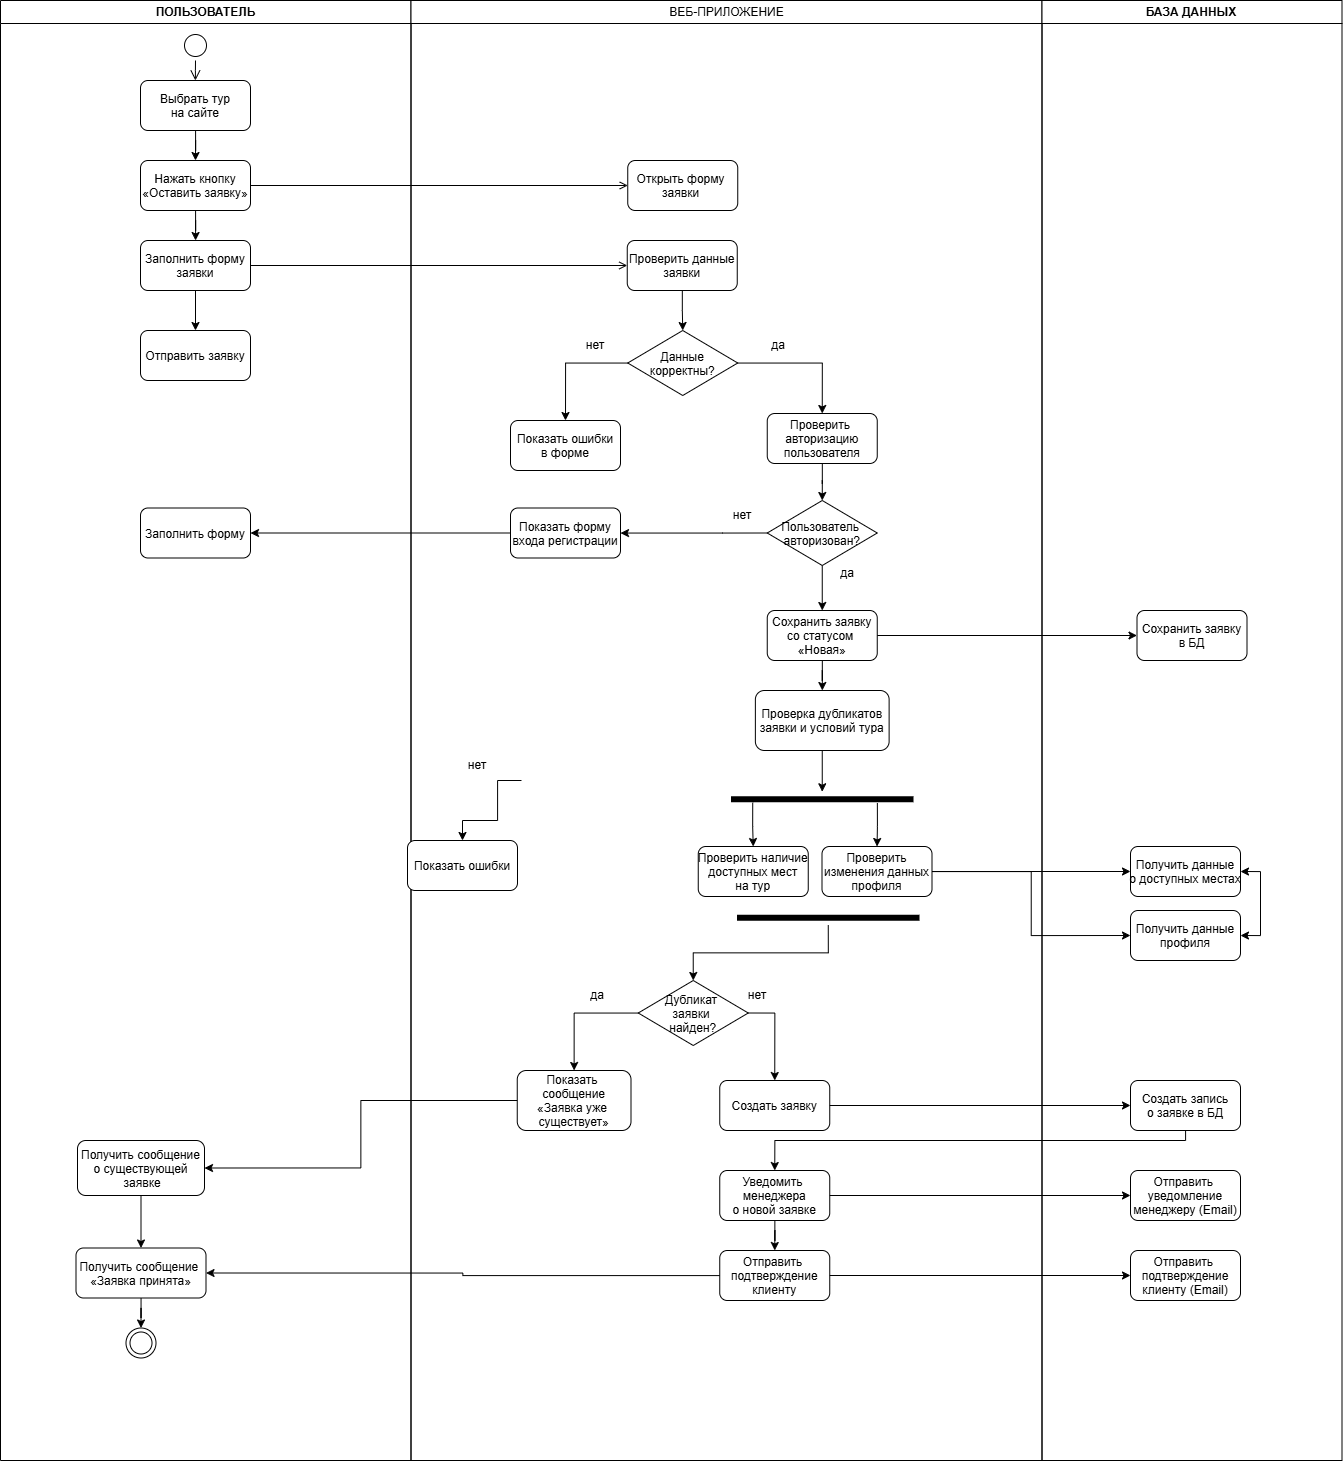 ПОЛЬЗОВАТЕЛЬ
ВЕБ-ПРИЛОЖЕНИЕ
БАЗА ДАННЫХ
Выбрать тур
на сайте
Нажать кнопку
«Оставить заявку»
Открыть форму
заявки
Заполнить форму
заявки
Проверить данные
заявки
Отправить заявку
нет
да
Данные
корректны?
Показать ошибки
в форме
Проверить
авторизацию
пользователя
Заполнить форму
Показать форму
входа регистрации
нет
Пользователь
авторизован?
да
Сохранить заявку
со статусом
«Новая»
Сохранить заявку
в БД
Проверка дубликатов
заявки и условий тура
нет
Показать ошибки
Проверить наличие
доступных мест
на тур
Проверить
изменения данных
профиля
Получить данные
о доступных местах
Получить данные
профиля
да
нет
Дубликат
заявки
найден?
Показать
сообщение
«Заявка уже
существует»
Создать заявку
Создать запись
о заявке в БД
Получить сообщение
о существующей
заявке
Уведомить
менеджера
о новой заявке
Отправить
уведомление
менеджеру (Email)
Получить сообщение
«Заявка принята»
Отправить
подтверждение
клиенту
Отправить
подтверждение
клиенту (Email)